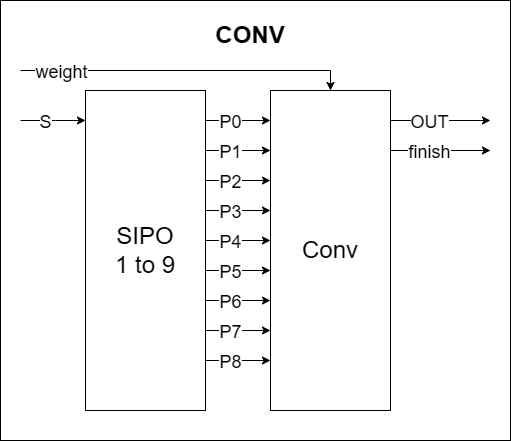 CONV
weight
S
P0
OUT
P1
finish
P2
P3
P4
P5
P6
P7
P8
SIPO
1 to 9
Conv